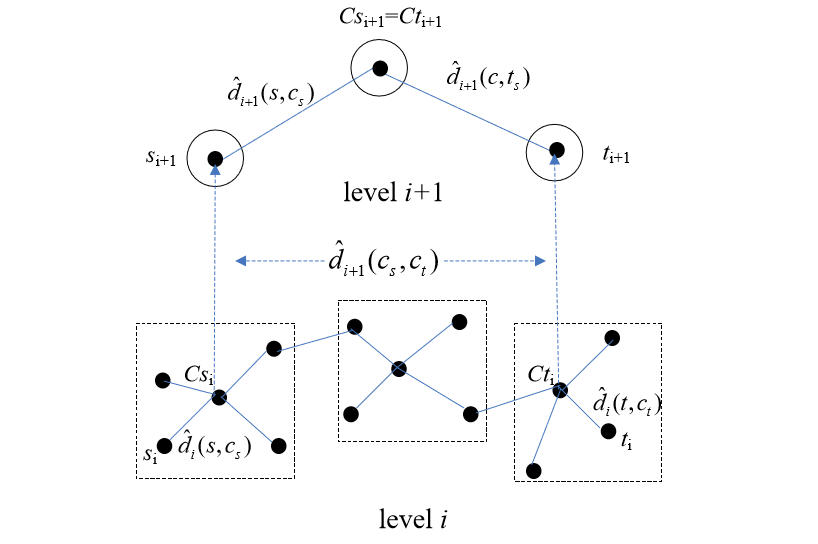 Cs_{i+1}=Ct_{i+1}
\hat{d}_{i+1}(s,c_s)
\hat{d}_{i+1}(c,t_s)
s_{i+1}
t_{i+1}
level i+1
\hat{d}_{i+1}(c_s,c_t)
Cs_i
Ct_i
\hat{d}_i(t,c_t)
s_i
\hat{d}_i(s,c_s)
t_i
level i